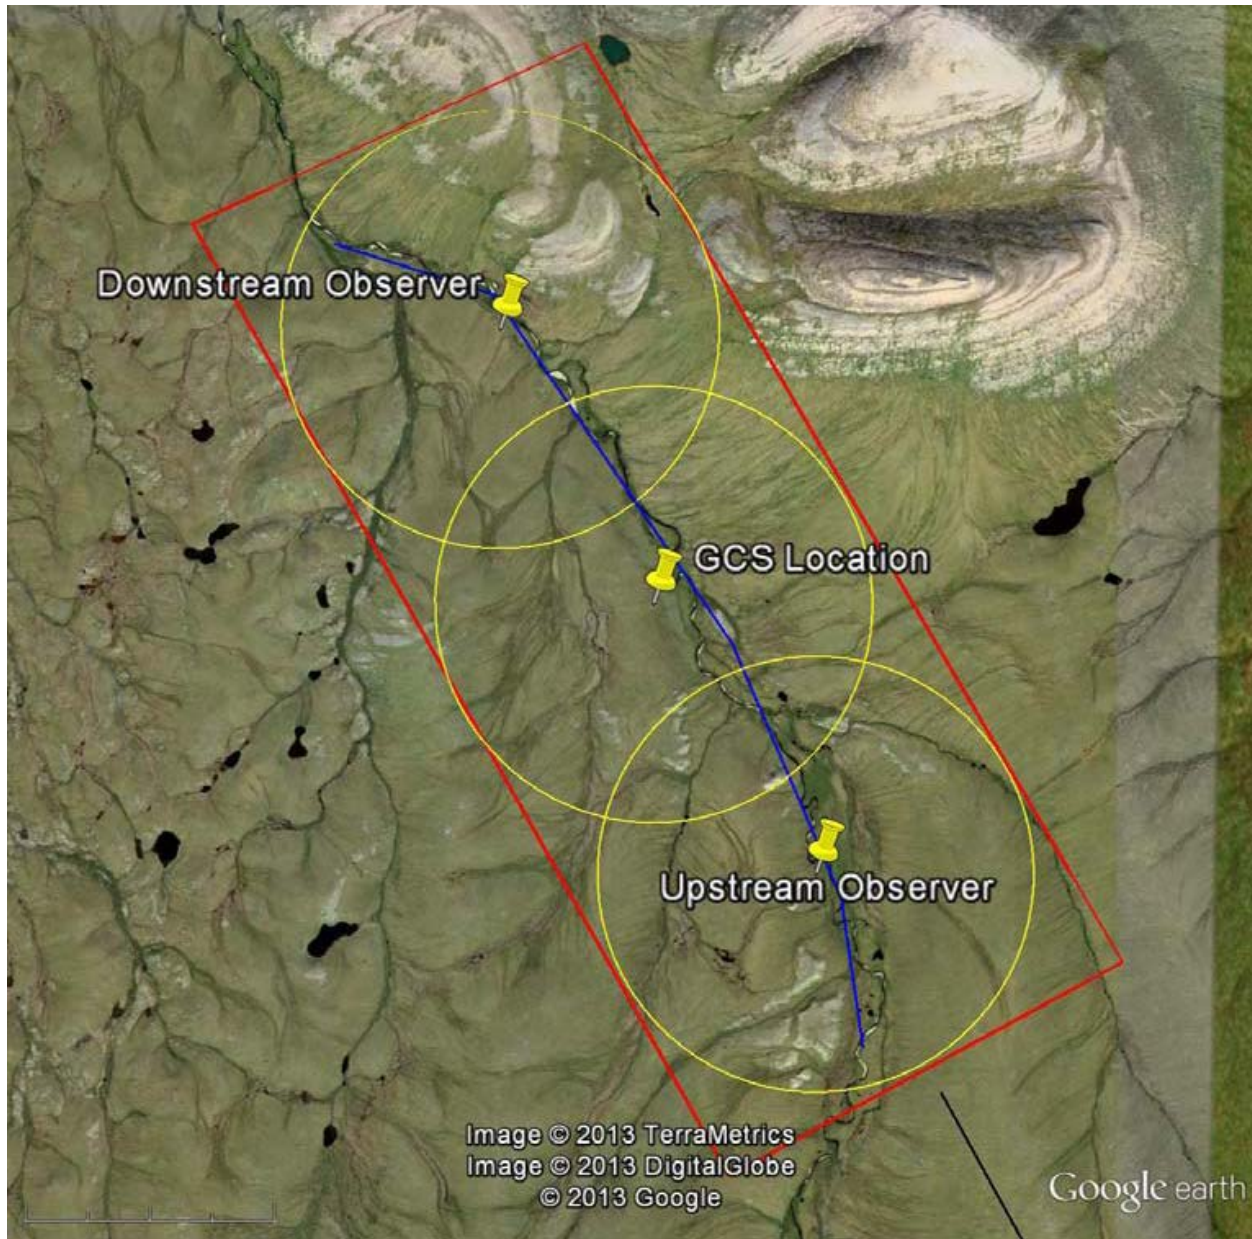 Downstream Observer
GCS Location
Upstream Observer
Image © 2013 TerraMetrics
Image © 2013 DigitalGlobe
© 2013 Google
Google earth